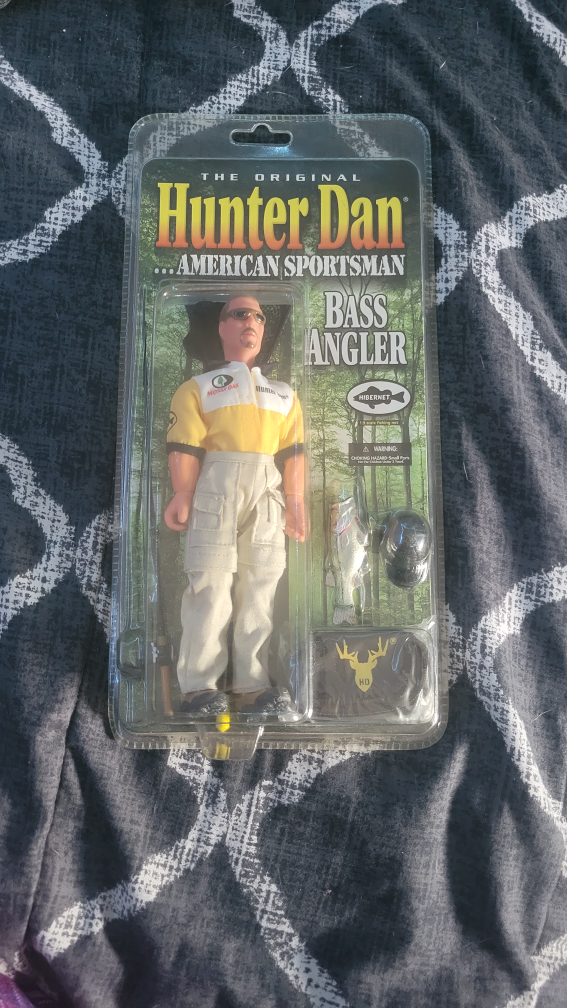 THE ORIGINAL
Hunter Dan®
...AMERICAN SPORTSMAN
BASS
ANGLER
HIBERNET
WARNING:
CHOKING HAZARD-Small Parts
HD